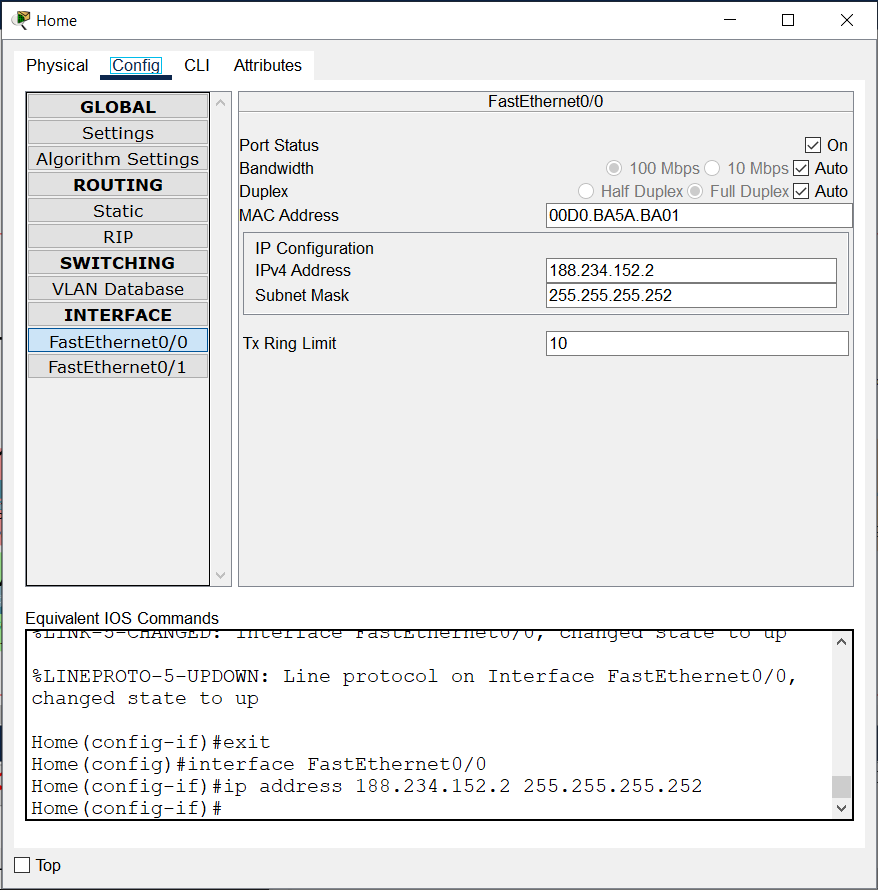 Home
Physical Config CLI Attributes
GLOBAL
Settings
Algorithm Settings
ROUTING
Static
RIP
SWITCHING
VLAN Database
INTERFACE
FastEthernet0/0
FastEthernet0/1
FastEthernet0/0
Port Status On
Bandwidth 100 Mbps 10 Mbps Auto
Duplex Half Duplex Full Duplex Auto
MAC Address 00D0.BA5A.BA01
IP Configuration
IPv4 Address 188.234.152.2
Subnet Mask 255.255.255.252
Tx Ring Limit 10
Equivalent IOS Commands
%LINK-5-CHANGED: Interface FastEthernet0/0, changed state to up
%LINEPROTO-5-UPDOWN: Line protocol on Interface FastEthernet0/0,
changed state to up
Home(config-if)#exit
Home(config)#interface FastEthernet0/0
Home(config-if)#ip address 188.234.152.2 255.255.255.252
Home(config-if)#
Top